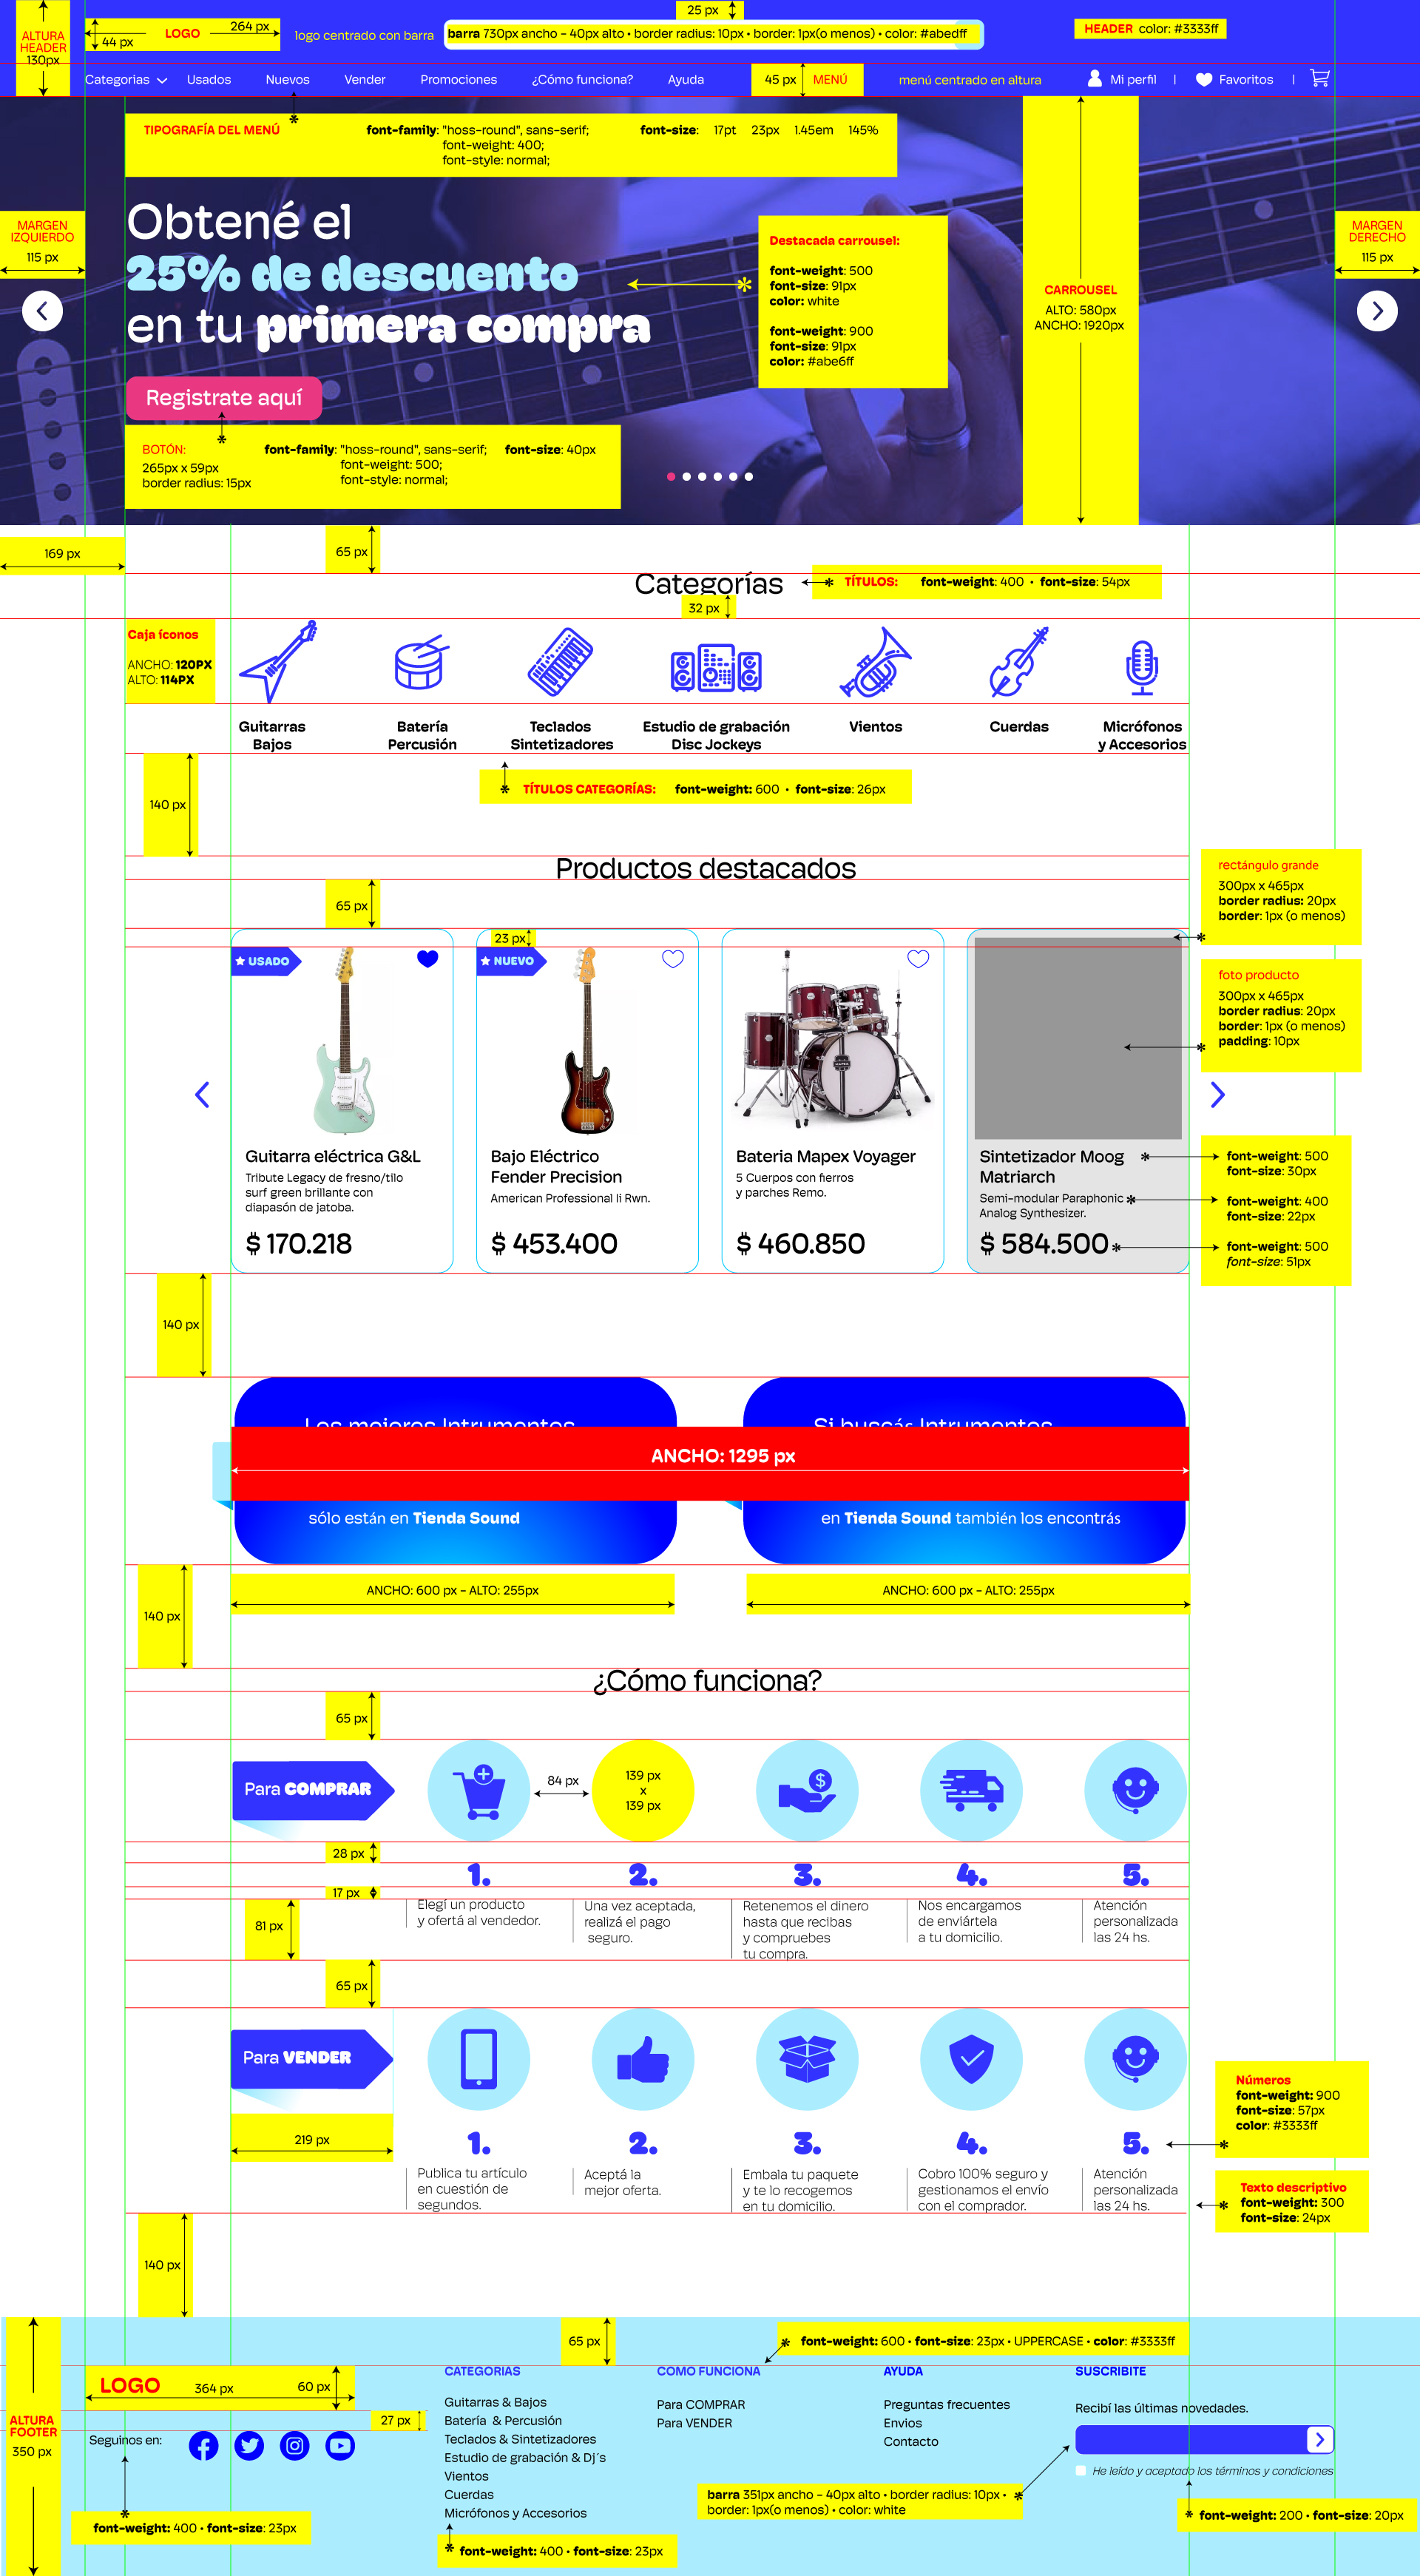 ALTURA
HEADER
130px
44 px
LOGO
264 px
logo centrado con barra
25 px
barra 730px ancho - 40px alto • border radius: 10px • border: 1px(o menos) • color: #abedff
HEADER color: #3333ff
Categorias
Usados
Nuevos
Vender
Promociones
¿Cómo funciona?
Ayuda
45 px
MENÚ
menú centrado en altura
Mi perfil
|
Favoritos
|
TIPOGRAFÍA DEL MENÚ
font-family: "hoss-round", sans-serif;
font-weight: 400;
font-style: normal;
font-size: 17pt 23px 1.45em 145%
MARGEN
IZQUIERDO
115 px
MARGEN
DERECHO
115 px
Obtené el
25% de descuento
en tu primera compra
Registrate aquí
Destacada carrousel:
font-weight: 500
font-size: 91px
color: white
font-weight: 900
font-size: 91px
color: #abe6ff
CARROUSEL
ALTO: 580px
ANCHO: 1920px
BOTÓN:
265px x 59px
border radius: 15px
font-family: "hoss-round", sans-serif;
font-weight: 500;
font-style: normal;
font-size: 40px
169 px
65 px
Categorías
* TÍTULOS: font-weight: 400 • font-size: 54px
32 px
Caja íconos
ANCHO: 120PX
ALTO: 114PX
Guitarras
Bajos
Batería
Percusión
Teclados
Sintetizadores
Estudio de grabación
Disc Jockeys
Vientos
Cuerdas
Micrófonos
y Accesorios
140 px
* TÍTULOS CATEGORÍAS: font-weight: 600 • font-size: 26px
Productos destacados
65 px
rectángulo grande
300px x 465px
border radius: 20px
border: 1px (o menos)
23 px
USADO
NUEVO
foto producto
300px x 465px
border radius: 20px
border: 1px (o menos)
padding: 10px
Guitarra eléctrica G&L
Tribute Legacy de fresno/tilo
surf green brillante con
diapasón de jatoba.
$ 170.218
Bajo Eléctrico
Fender Precision
American Professional Ii Rwn.
$ 453.400
Bateria Mapex Voyager
5 Cuerpos con fierros
y parches Remo.
$ 460.850
Sintetizador Moog
Matriarch
Semi-modular Paraphonic
Analog Synthesizer.
$ 584.500
font-weight: 500
font-size: 30px
font-weight: 400
font-size: 22px
font-weight: 500
font-size: 51px
140 px
Los mejores Intrumentos
Si buscás Intrumentos
ANCHO: 1295 px
sólo están en Tienda Sound
en Tienda Sound también los encontrás
ANCHO: 600 px - ALTO: 255px
ANCHO: 600 px - ALTO: 255px
140 px
¿Cómo funciona?
65 px
Para COMPRAR
84 px
139 px
x
139 px
28 px
1.
2.
3.
4.
5.
17 px
81 px
Elegí un producto
y ofertá al vendedor.
Una vez aceptada,
realizá el pago
seguro.
Retenemos el dinero
hasta que recibas
y compruebes
tu compra.
Nos encargamos
de enviártela
a tu domicilio.
Atención
personalizada
las 24 hs.
65 px
Para VENDER
219 px
1.
2.
3.
4.
5.
Publica tu artículo
en cuestión de
segundos.
Aceptá la
mejor oferta.
Embala tu paquete
y te lo recogemos
en tu domicilio.
Cobro 100% seguro y
gestionamos el envío
con el comprador.
Atención
personalizada
las 24 hs.
Números
font-weight: 900
font-size: 57px
color: #3333ff
Texto descriptivo
font-weight: 300
font-size: 24px
140 px
65 px
* font-weight: 600 • font-size: 23px • UPPERCASE • color: #3333ff
ALTURA
FOOTER
350 px
LOGO
364 px
60 px
27 px
Seguinos en:
* font-weight: 400 • font-size: 23px
CATEGORIAS
Guitarras & Bajos
Batería & Percusión
Teclados & Sintetizadores
Estudio de grabación & Dj´s
Vientos
Cuerdas
Micrófonos y Accesorios
* font-weight: 400 • font-size: 23px
COMO FUNCIONA
Para COMPRAR
Para VENDER
AYUDA
Preguntas frecuentes
Envios
Contacto
SUSCRIBITE
Recibí las últimas novedades.
He leído y aceptado los términos y condiciones
barra 351px ancho - 40px alto • border radius: 10px •
border: 1px(o menos) • color: white
* font-weight: 200 • font-size: 20px